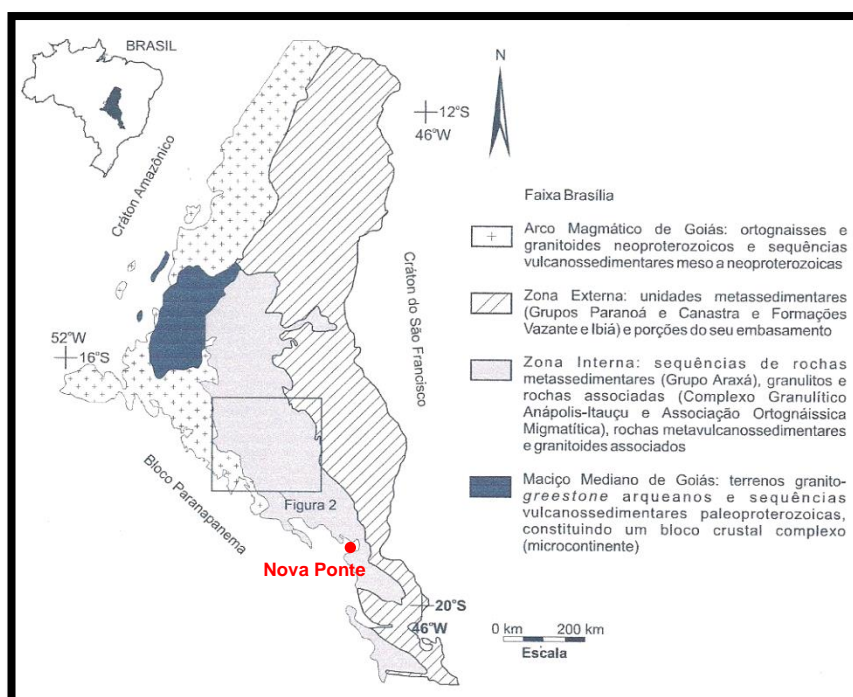 BRASIL
N
12°S
46°W
Cráton Amazônico
Cráton do São Francisco
52°W
16°S
Bloco Paranapanema
Figura 2
Nova Ponte
20°S
46°W
0 km 200 km
Escala
Faixa Brasília
Arco Magmático de Goiás: ortognaisses e
granitoides neoproterozoicos e sequências
vulcanossedimentares meso a neoproterozoicas
Zona Externa: unidades metassedimentares
(Grupos Paranoá e Canastra e Formações
Vazante e Ibiá) e porções do seu embasamento
Zona Interna: sequências de rochas
metassedimentares (Grupo Araxá), granulitos e
rochas associadas (Complexo Granulítico
Anápolis-Itauçu e Associação Ortognáissica
Migmatítica), rochas metavulcanossedimentares
e granitoides associados
Maciço Mediano de Goiás: terrenos granito-
greestone arqueanos e sequências
vulcanossedimentares paleoproterozoicas,
constituindo um bloco crustal complexo
(microcontinente)